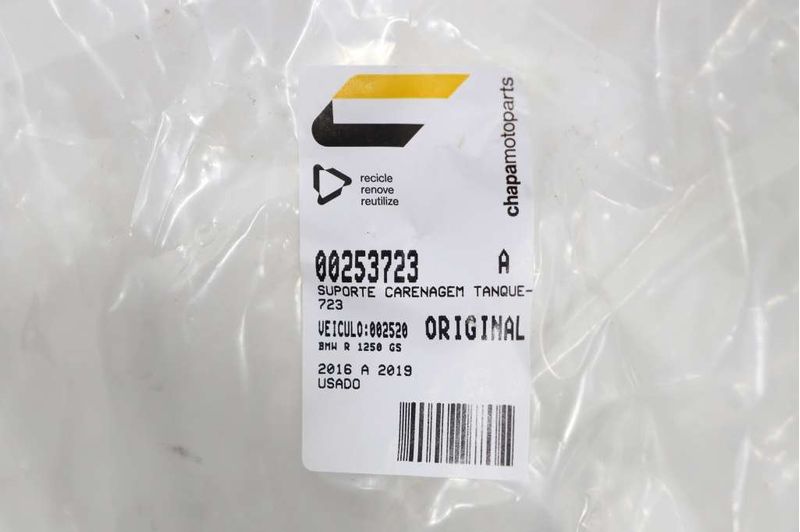 chapamotoparts
recicle
renove
reutilize
00253723 A
SUPORTE CARENAGEM TANQUE-
723
VEICULO:002520 ORIGINAL
BMW R 1250 GS
2016 A 2019
USADO